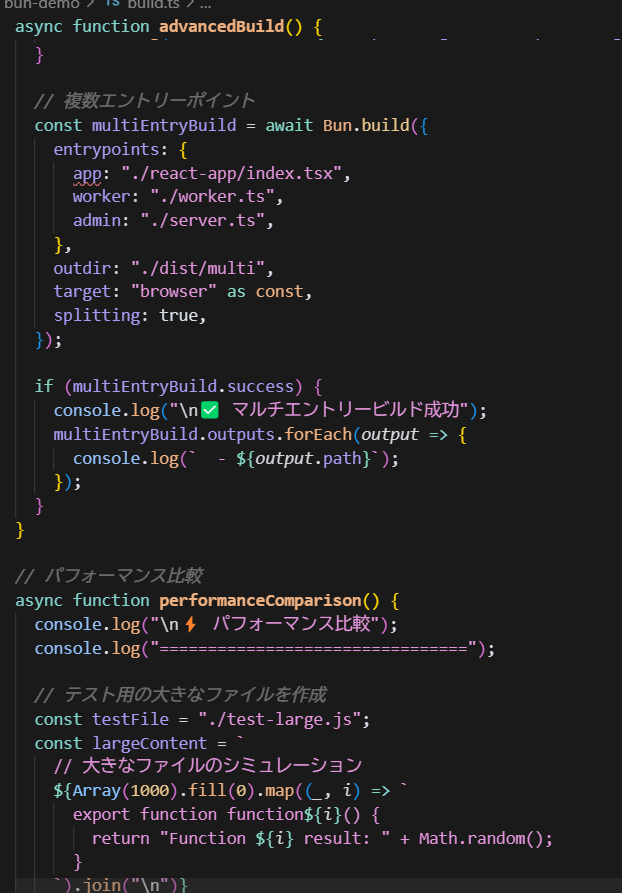 bun-demo > TS build.ts > ...
async function advancedBuild() {
}
// 複数エントリーポイント
const multiEntryBuild = await Bun.build({
entrypoints: {
app: "./react-app/index.tsx",
worker: "./worker.ts",
admin: "./server.ts",
},
outdir: "./dist/multi",
target: "browser" as const,
splitting: true,
});
if (multiEntryBuild.success) {
console.log("\n✅ マルチエントリービルド成功");
multiEntryBuild.outputs.forEach(output => {
console.log(`  - ${output.path}`);
});
}
}
// パフォーマンス比較
async function performanceComparison() {
console.log("\n⚡ パフォーマンス比較");
console.log("================================");
// テスト用の大きなファイルを作成
const testFile = "./test-large.js";
const largeContent = `
// 大きなファイルのシミュレーション
${Array(1000).fill(0).map((_, i) => `
export function function${i}() {
return "Function ${i} result: " + Math.random();
}
`).join("\n")}